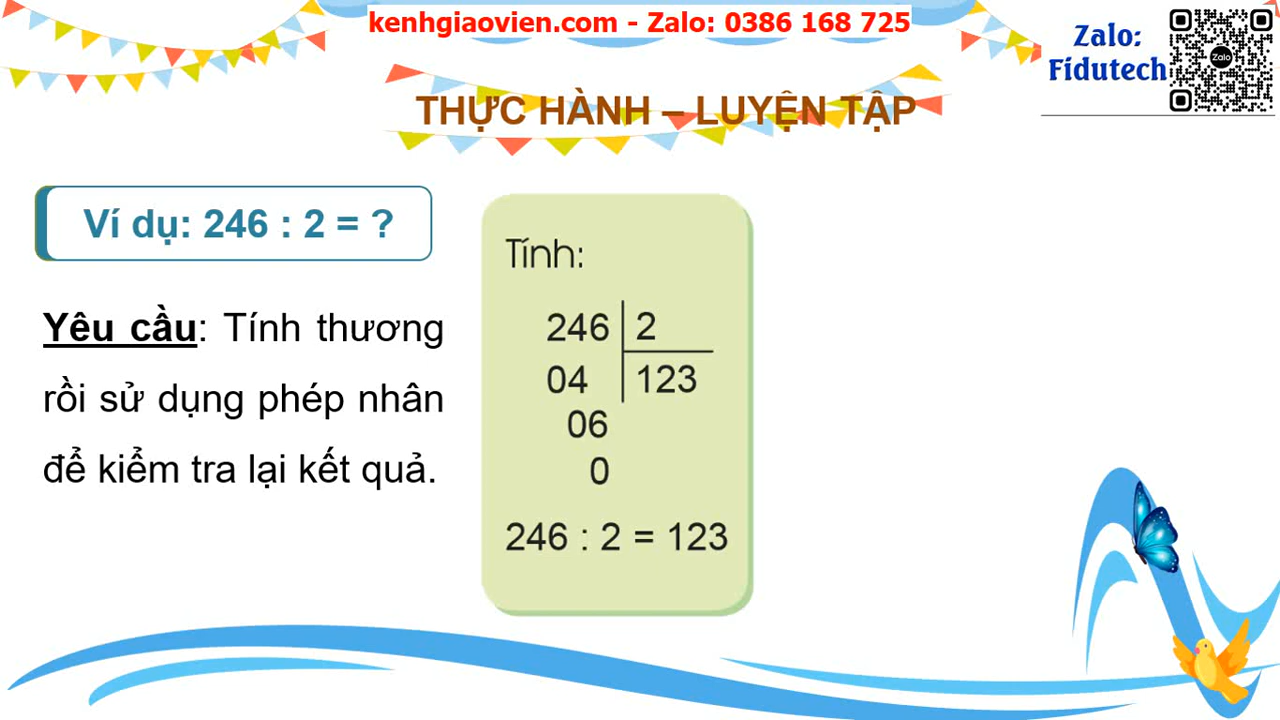 kenhgiaovien.com - Zalo: 0386 168 725
Zalo:
Fidutech
Zalo
THỰC HÀNH – LUYỆN TẬP
Ví dụ: 246 : 2 = ?
Yêu cầu: Tính thương
rồi sử dụng phép nhân
để kiểm tra lại kết quả.
Tính:
246 2
04 123
06
0
246 : 2 = 123